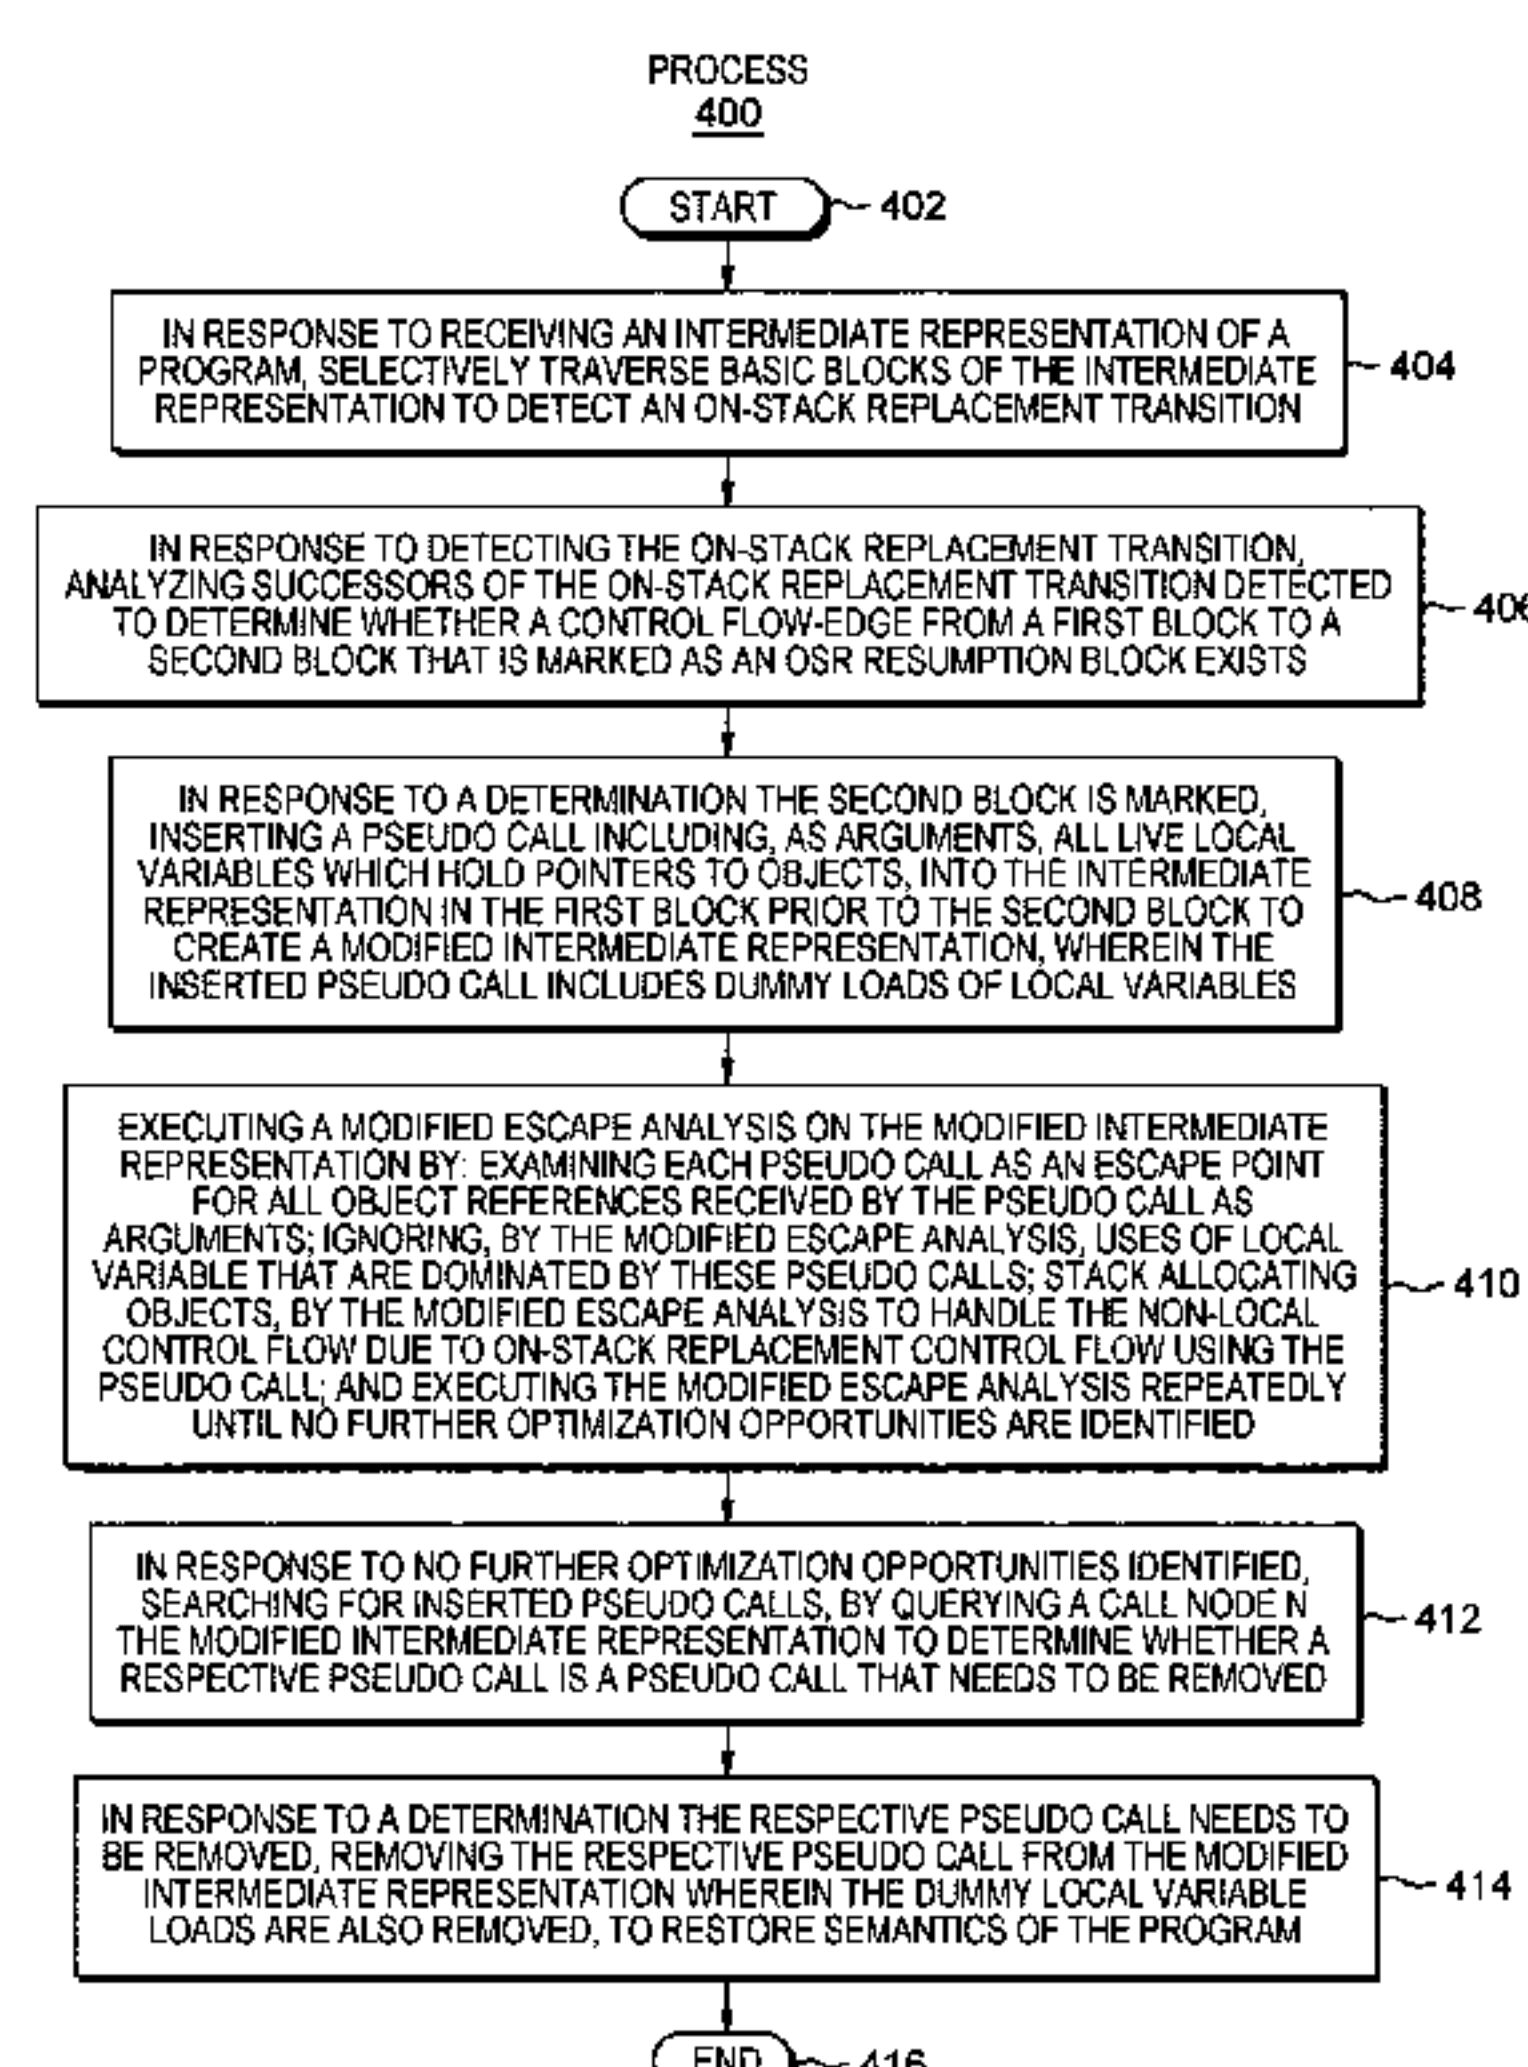 PROCESS
400
START
402
IN RESPONSE TO RECEIVING AN INTERMEDIATE REPRESENTATION OF A
PROGRAM, SELECTIVELY TRAVERSE BASIC BLOCKS OF THE INTERMEDIATE
REPRESENTATION TO DETECT AN ON-STACK REPLACEMENT TRANSITION
404
IN RESPONSE TO DETECTING THE ON-STACK REPLACEMENT TRANSITION,
ANALYZING SUCCESSORS OF THE ON-STACK REPLACEMENT TRANSITION DETECTED
TO DETERMINE WHETHER A CONTROL FLOW-EDGE FROM A FIRST BLOCK TO A
SECOND BLOCK THAT IS MARKED AS AN OSR RESUMPTION BLOCK EXISTS
406
IN RESPONSE TO A DETERMINATION THE SECOND BLOCK IS MARKED,
INSERTING A PSEUDO CALL INCLUDING, AS ARGUMENTS, ALL LIVE LOCAL
VARIABLES WHICH HOLD POINTERS TO OBJECTS, INTO THE INTERMEDIATE
REPRESENTATION IN THE FIRST BLOCK PRIOR TO THE SECOND BLOCK TO
CREATE A MODIFIED INTERMEDIATE REPRESENTATION, WHEREIN THE
INSERTED PSEUDO CALL INCLUDES DUMMY LOADS OF LOCAL VARIABLES
408
EXECUTING A MODIFIED ESCAPE ANALYSIS ON THE MODIFIED INTERMEDIATE
REPRESENTATION BY: EXAMINING EACH PSEUDO CALL AS AN ESCAPE POINT
FOR ALL OBJECT REFERENCES RECEIVED BY THE PSEUDO CALL AS
ARGUMENTS; IGNORING, BY THE MODIFIED ESCAPE ANALYSIS, USES OF LOCAL
VARIABLE THAT ARE DOMINATED BY THESE PSEUDO CALLS; STACK ALLOCATING
OBJECTS, BY THE MODIFIED ESCAPE ANALYSIS TO HANDLE THE NON-LOCAL
CONTROL FLOW DUE TO ON-STACK REPLACEMENT CONTROL FLOW USING THE
PSEUDO CALL; AND EXECUTING THE MODIFIED ESCAPE ANALYSIS REPEATEDLY
UNTIL NO FURTHER OPTIMIZATION OPPORTUNITIES ARE IDENTIFIED
410
IN RESPONSE TO NO FURTHER OPTIMIZATION OPPORTUNITIES IDENTIFIED,
SEARCHING FOR INSERTED PSEUDO CALLS, BY QUERYING A CALL NODE N
THE MODIFIED INTERMEDIATE REPRESENTATION TO DETERMINE WHETHER A
RESPECTIVE PSEUDO CALL IS A PSEUDO CALL THAT NEEDS TO BE REMOVED
412
IN RESPONSE TO A DETERMINATION THE RESPECTIVE PSEUDO CALL NEEDS TO
BE REMOVED, REMOVING THE RESPECTIVE PSEUDO CALL FROM THE MODIFIED
INTERMEDIATE REPRESENTATION WHEREIN THE DUMMY LOCAL VARIABLE
LOADS ARE ALSO REMOVED, TO RESTORE SEMANTICS OF THE PROGRAM
414
END
416